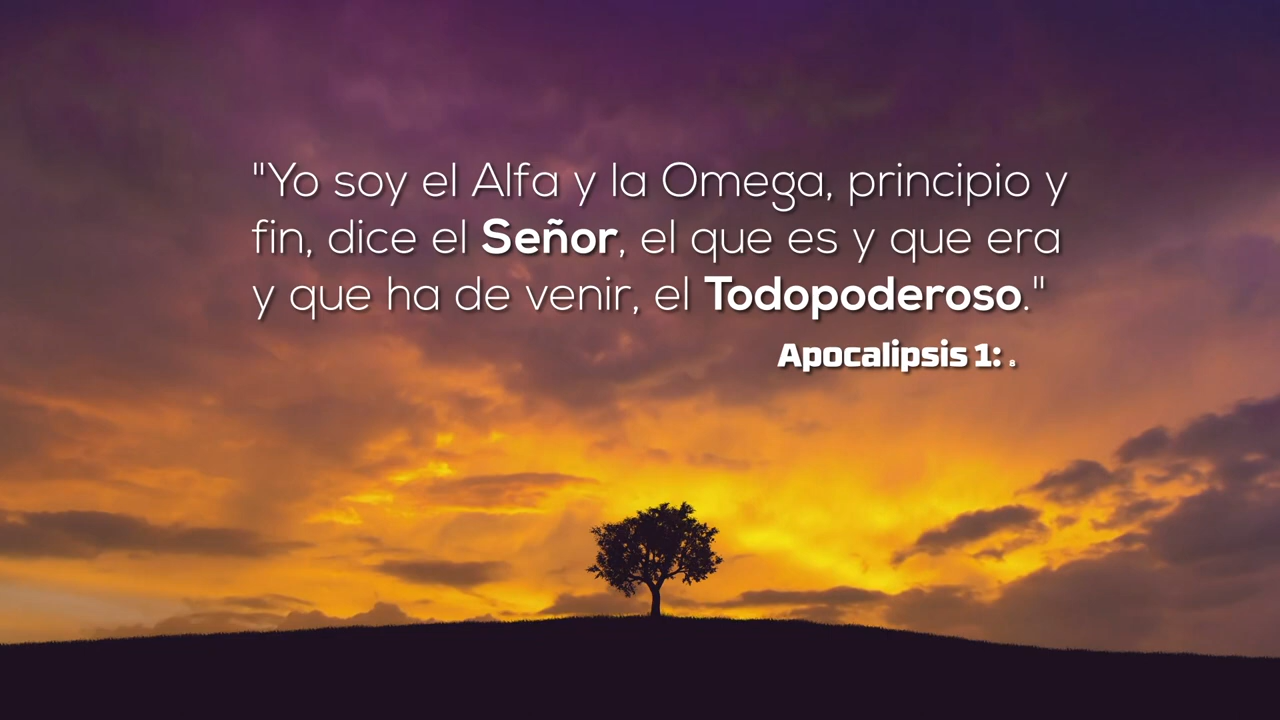 "Yo soy el Alfa y la Omega, principio y
fin, dice el Señor, el que es y que era
y que ha de venir, el Todopoderoso."
Apocalipsis 1: 8